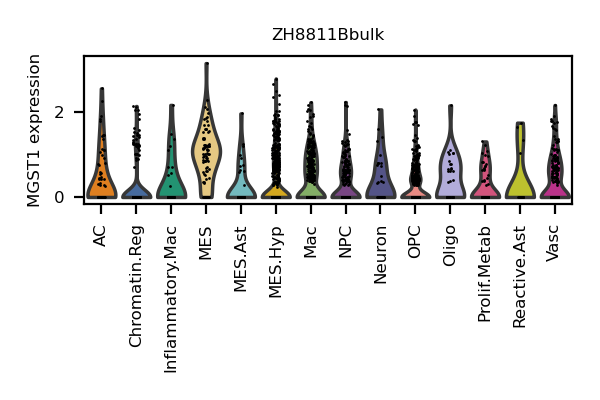 ZH8811Bbulk
MGST1 expression
2
0
AC
Chromatin.Reg
Inflammatory.Mac
MES
MES.Ast
MES.Hyp
Mac
NPC
Neuron
OPC
Oligo
Prolif.Metab
Reactive.Ast
Vasc